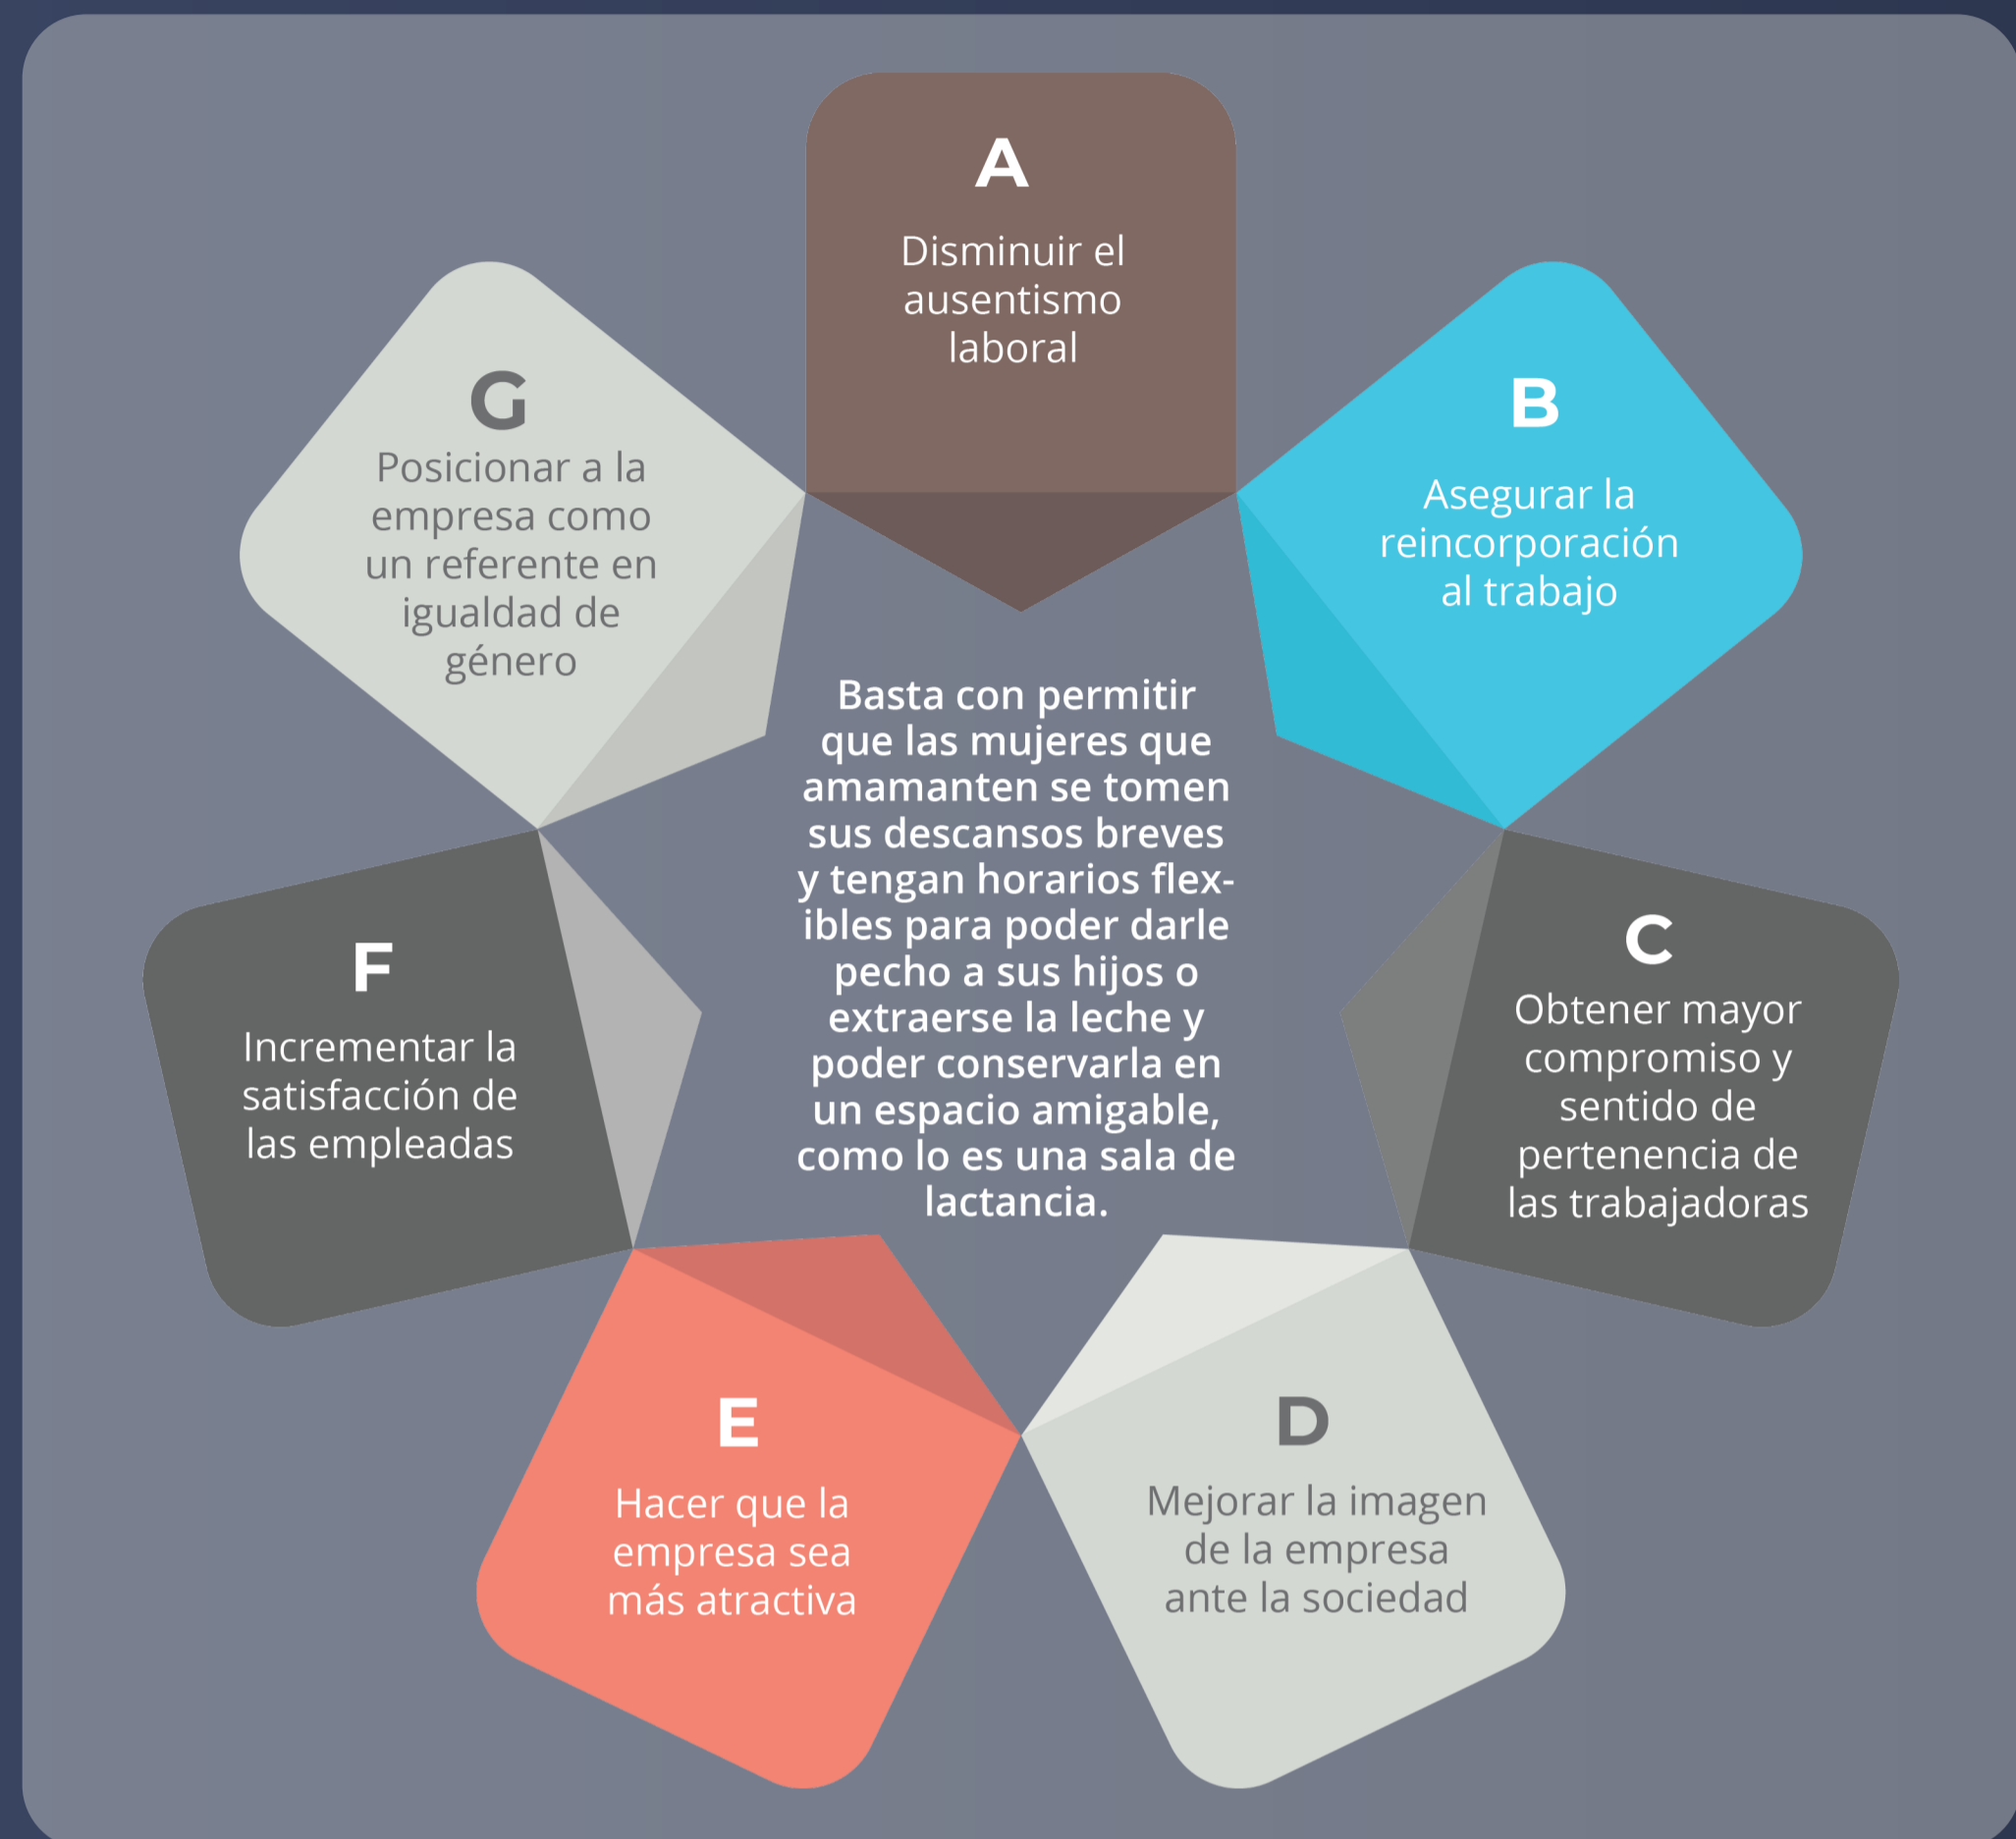 A
Disminuir el
ausentismo
laboral
B
Asegurar la
reincorporación
al trabajo
C
Obtener mayor
compromiso y
sentido de
pertenencia de
las trabajadoras
D
Mejorar la imagen
de la empresa
ante la sociedad
E
Hacer que la
empresa sea
más atractiva
F
Incrementar la
satisfacción de
las empleadas
G
Posicionar a la
empresa como
un referente en
igualdad de
género
Basta con permitir
que las mujeres que
amamanten se tomen
sus descansos breves
y tengan horarios flex-
ibles para poder darle
pecho a sus hijos o
extraerse la leche y
poder conservarla en
un espacio amigable,
como lo es una sala de
lactancia.